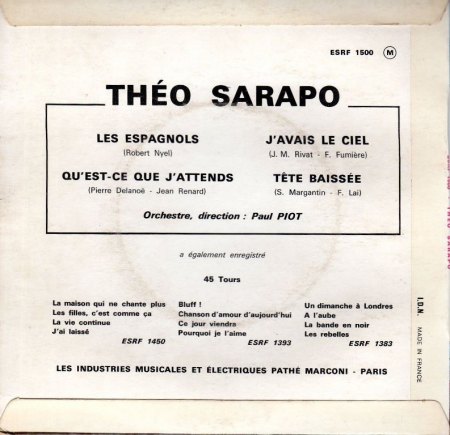 ESRF 1500 M
THÉO SARAPO
LES ESPAGNOLS
(Robert Nyel)
J'AVAIS LE CIEL
(J. M. Rivat - F. Fumière)
QU'EST-CE QUE J'ATTENDS
(Pierre Delanoë - Jean Renard)
TÊTE BAISSÉE
(S. Margantin - F. Lai)
Orchestre, direction : Paul PIOT
a également enregistré
45 Tours
La maison qui ne chante plus
Les filles, c'est comme ça
La vie continue
J'ai laissé
ESRF 1450
Bluff !
Chanson d'amour d'aujourd'hui
Ce jour viendra
Pourquoi je l'aime
ESRF 1393
Un dimanche à Londres
A l'aube
La bande en noir
Les rebelles
ESRF 1383
LES INDUSTRIES MUSICALES ET ÉLECTRIQUES PATHÉ MARCONI - PARIS
I.D.N.
MADE IN FRANCE
SARAPO